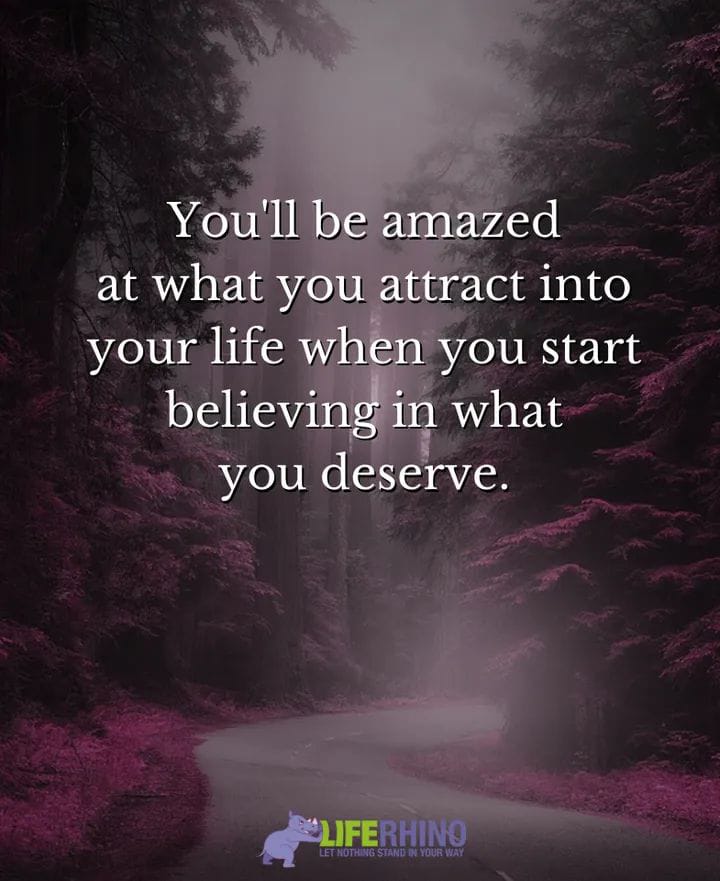 You'll be amazed
at what you attract into
your life when you start
believing in what
you deserve.
LIFERHINO
LET NOTHING STAND IN YOUR WAY